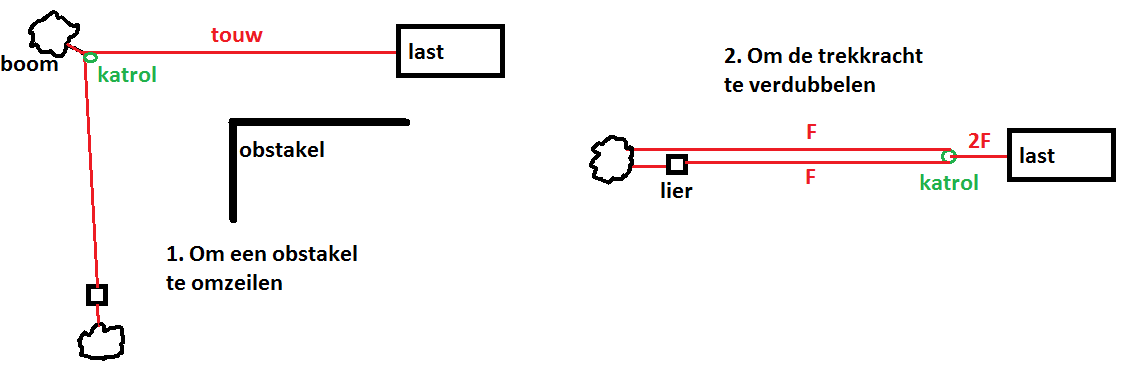 touw
boom
katrol
last
obstakel
1. Om een obstakel
te omzeilen
2. Om de trekkracht
te verdubbelen
F
2F
last
F
lier
katrol